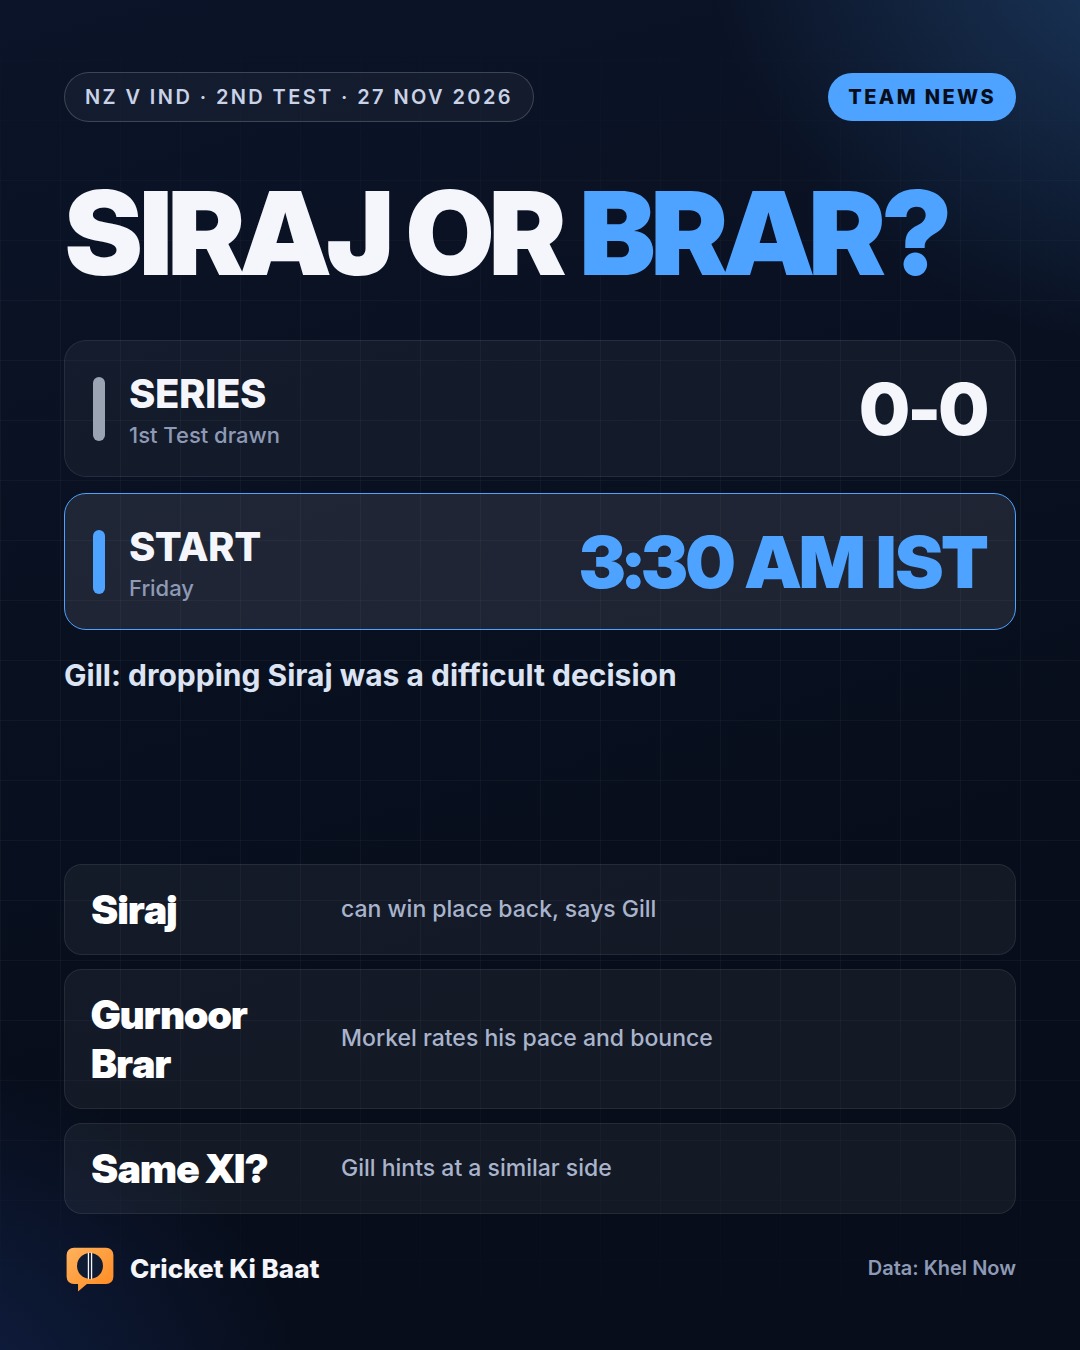 NZ V IND · 2ND TEST · 27 NOV 2026
TEAM NEWS
SIRAJ OR BRAR?
SERIES
1st Test drawn
0-0
START
Friday
3:30 AM IST
Gill: dropping Siraj was a difficult decision
Siraj
can win place back, says Gill
Gurnoor
Brar
Morkel rates his pace and bounce
Same XI?
Gill hints at a similar side
Cricket Ki Baat
Data: Khel Now